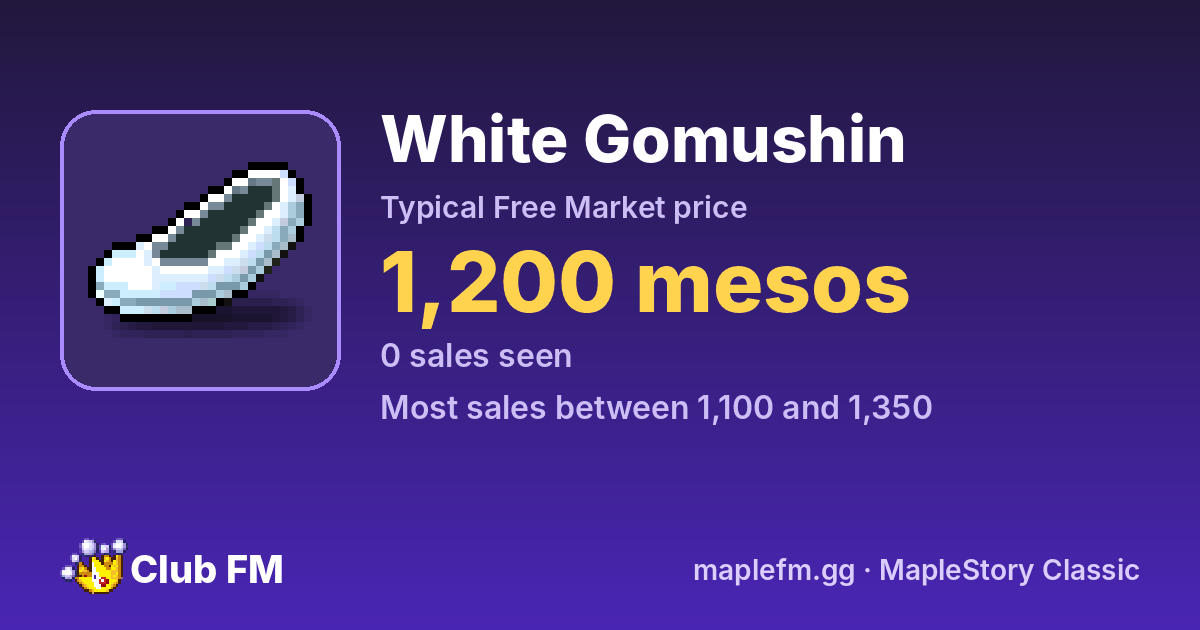 White Gomushin
Typical Free Market price
1,200 mesos
0 sales seen
Most sales between 1,100 and 1,350
Club FM
maplefm.gg · MapleStory Classic